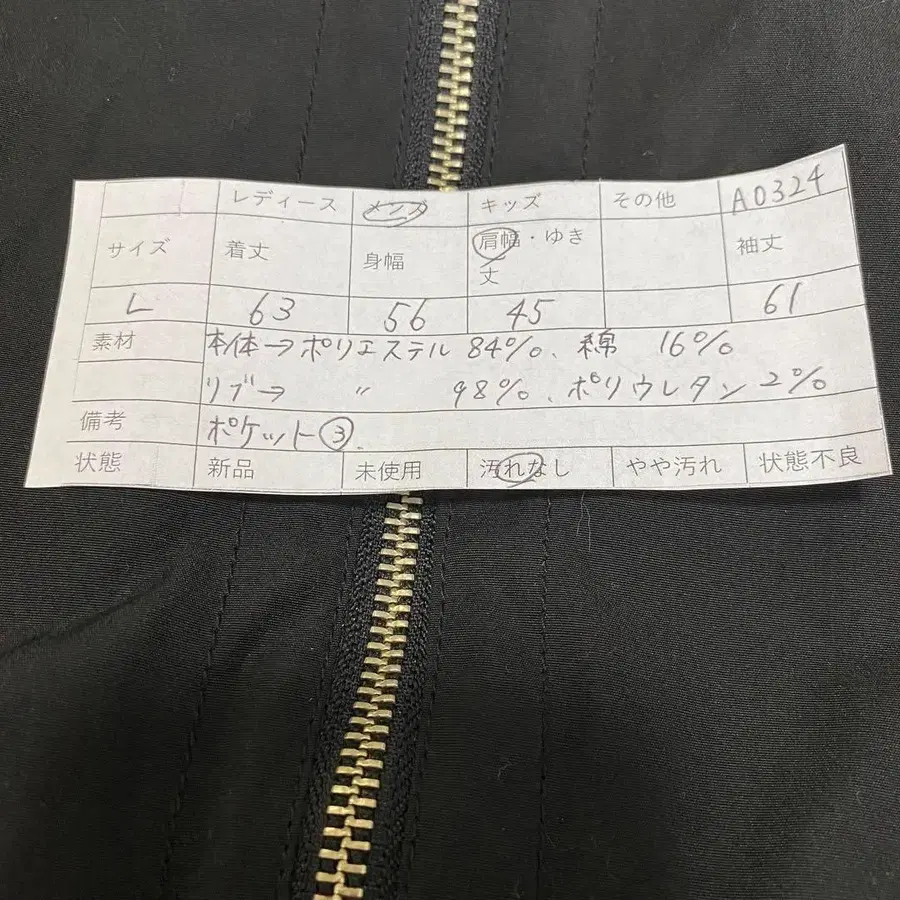 レディース メンズ キッズ その他 A0324
サイズ 着丈 身幅 肩幅・ゆき丈 袖丈
L 63 56 45 61
素材 本体→ポリエステル 84%、綿 16%
リブ→ 〃 98%、ポリウレタン 2%
備考 ポケット③
状態 新品 未使用 汚れなし やや汚れ 状態不良